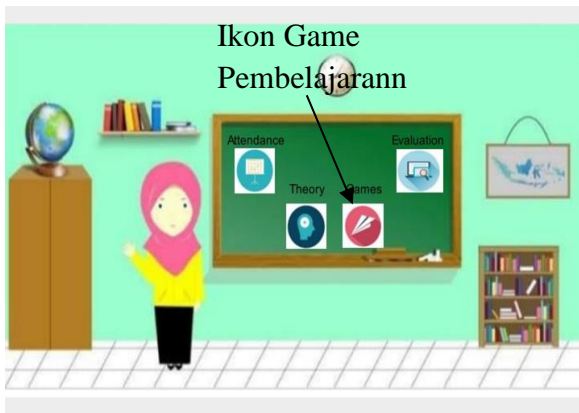 Ikon Game
Pembelajarann
Attendance
Evaluation
Theory
Games